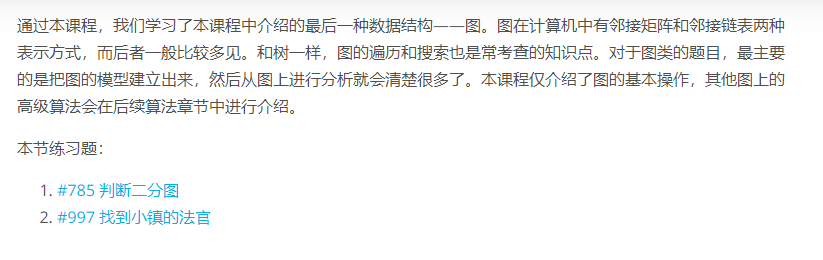 通过本课程，我们学习了本课程中介绍的最后一种数据结构——图。图在计算机中有邻接矩阵和邻接链表两种
表示方式，而后者一般比较多见。和树一样，图的遍历和搜索也是常考查的知识点。对于图类的题目，最主要
的是把图的模型建立出来，然后从图上进行分析就会清楚很多了。本课程仅介绍了图的基本操作，其他图上的
高级算法会在后续算法章节中进行介绍。
本节练习题：
1. #785 判断二分图
2. #997 找到小镇的法官